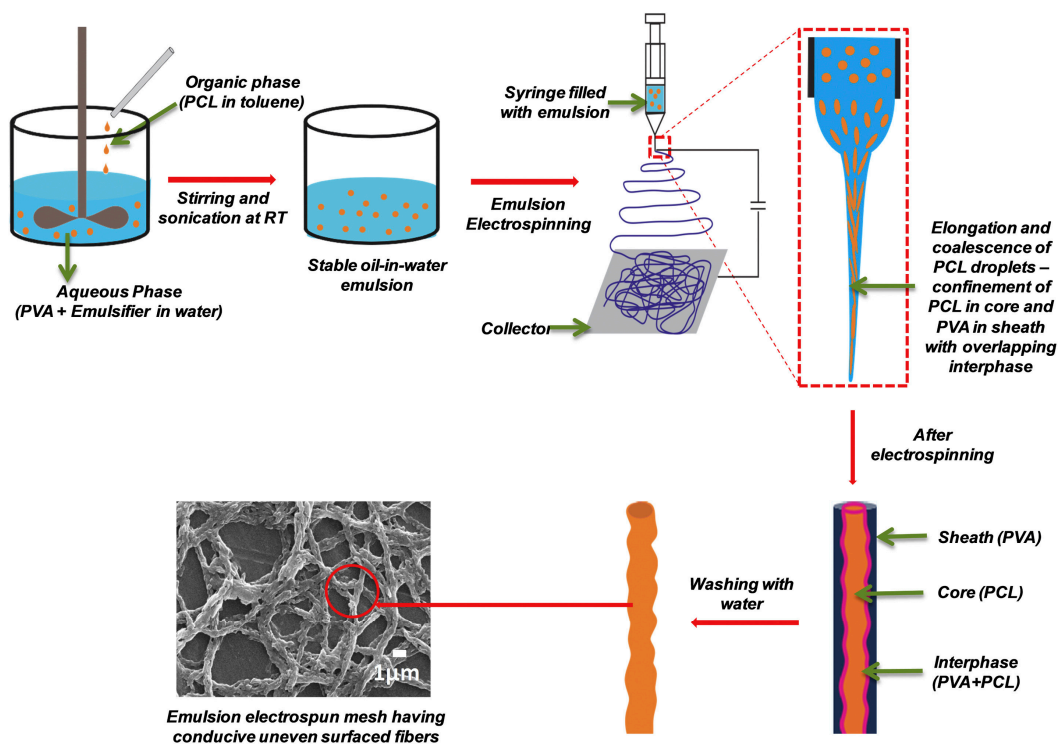 Organic phase
(PCL in toluene)
Stirring and
sonication at RT
Aqueous Phase
(PVA + Emulsifier in water)
Stable oil-in-water
emulsion
Emulsion
Electrospinning
Syringe filled
with emulsion
Collector
Elongation and
coalescence of
PCL droplets –
confinement of
PCL in core and
PVA in sheath
with overlapping
interphase
After
electrospinning
Sheath (PVA)
Core (PCL)
Interphase
(PVA+PCL)
Washing with
water
1μm
Emulsion electrospun mesh having
conducive uneven surfaced fibers